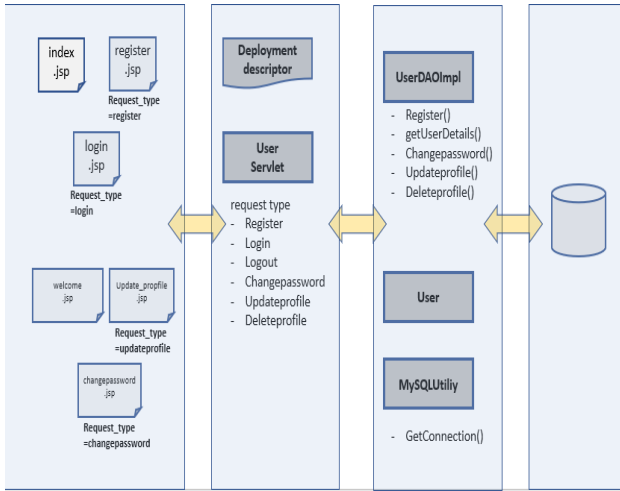 index
.jsp
register
.jsp
Request_type
=register
login
.jsp
Request_type
=login
welcome
.jsp
Update_propfile
.jsp
Request_type
=updateprofile
changepassword
.jsp
Request_type
=changepassword
Deployment
descriptor
User
Servlet
request type
- Register
- Login
- Logout
- Changepassword
- Updateprofile
- Deleteprofile
UserDAOImpl
- Register()
- getUserDetails()
- Changepassword()
- Updateprofile()
- Deleteprofile()
User
MySQLUtiliy
- GetConnection()